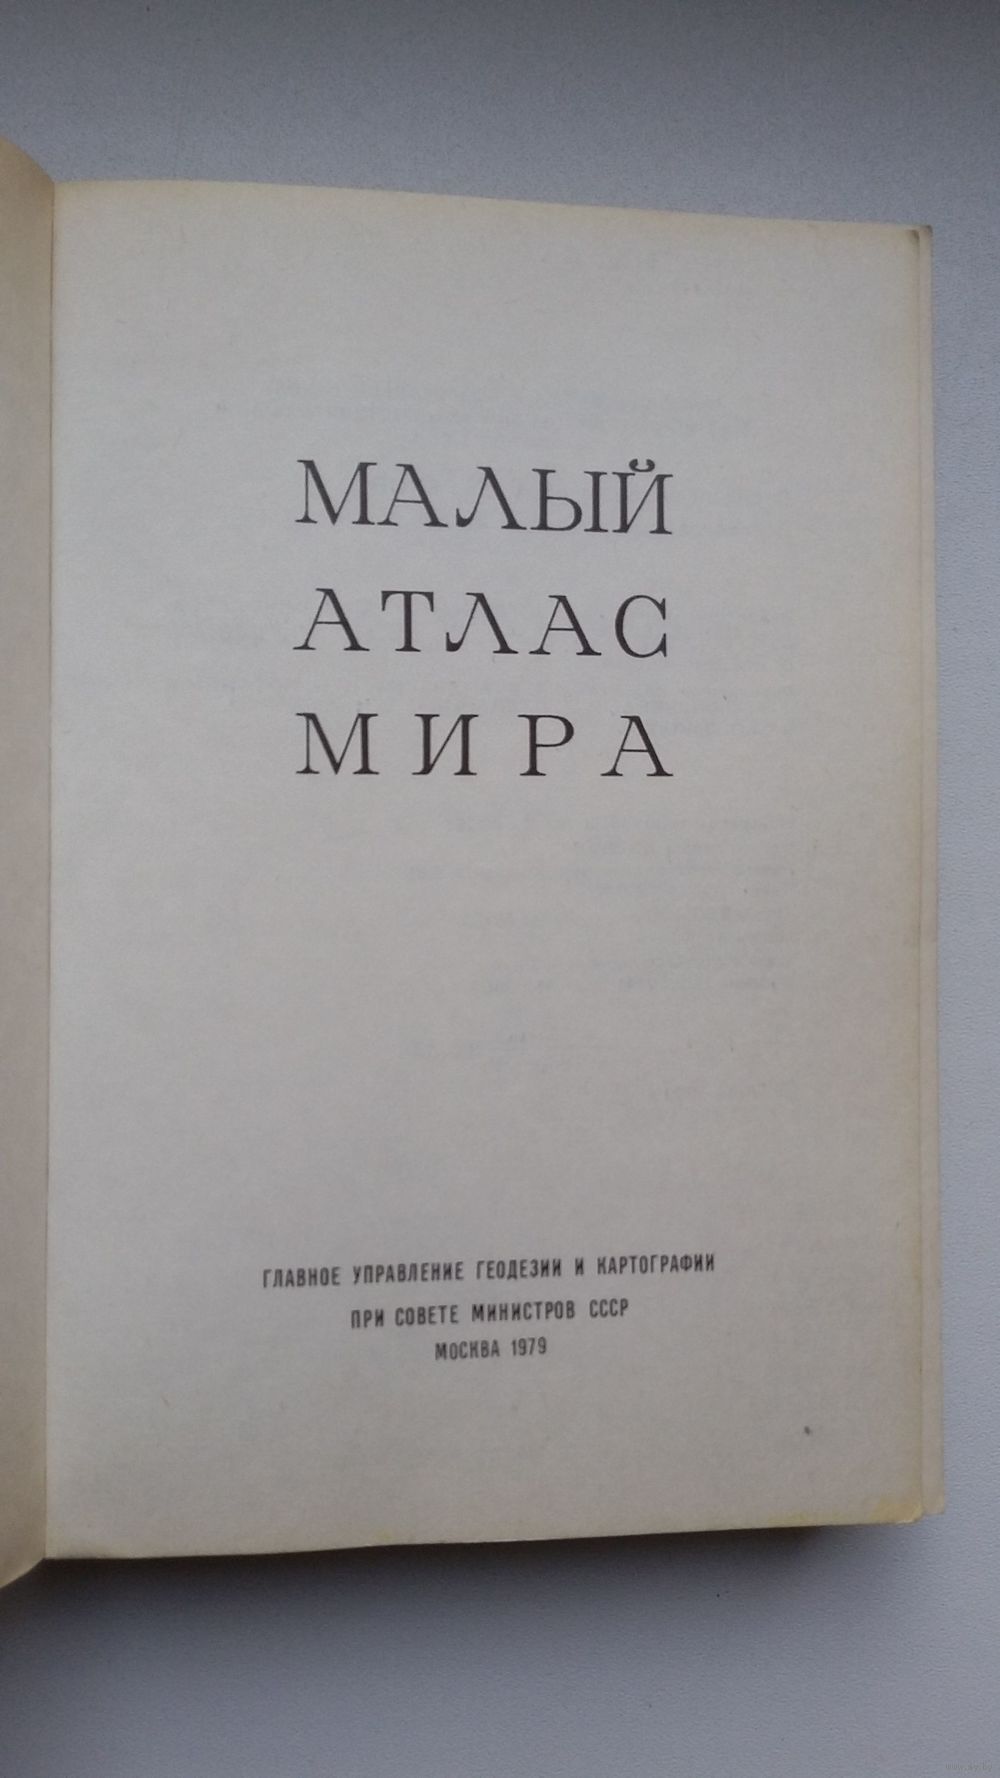 МАЛЫЙ
АТЛАС
МИРА
ГЛАВНОЕ УПРАВЛЕНИЕ ГЕОДЕЗИИ И КАРТОГРАФИИ
ПРИ СОВЕТЕ МИНИСТРОВ СССР
МОСКВА 1979